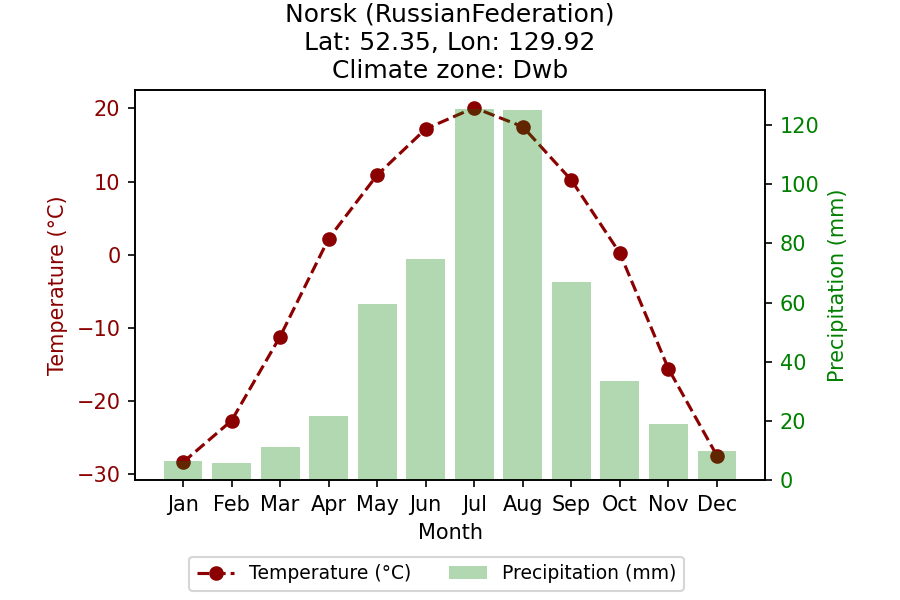 Norsk (RussianFederation)
Lat: 52.35, Lon: 129.92
Climate zone: Dwb
20
10
0
−10
−20
−30
Temperature (°C)
120
100
80
60
40
20
0
Precipitation (mm)
Jan Feb Mar Apr May Jun Jul Aug Sep Oct Nov Dec
Month
Temperature (°C) Precipitation (mm)